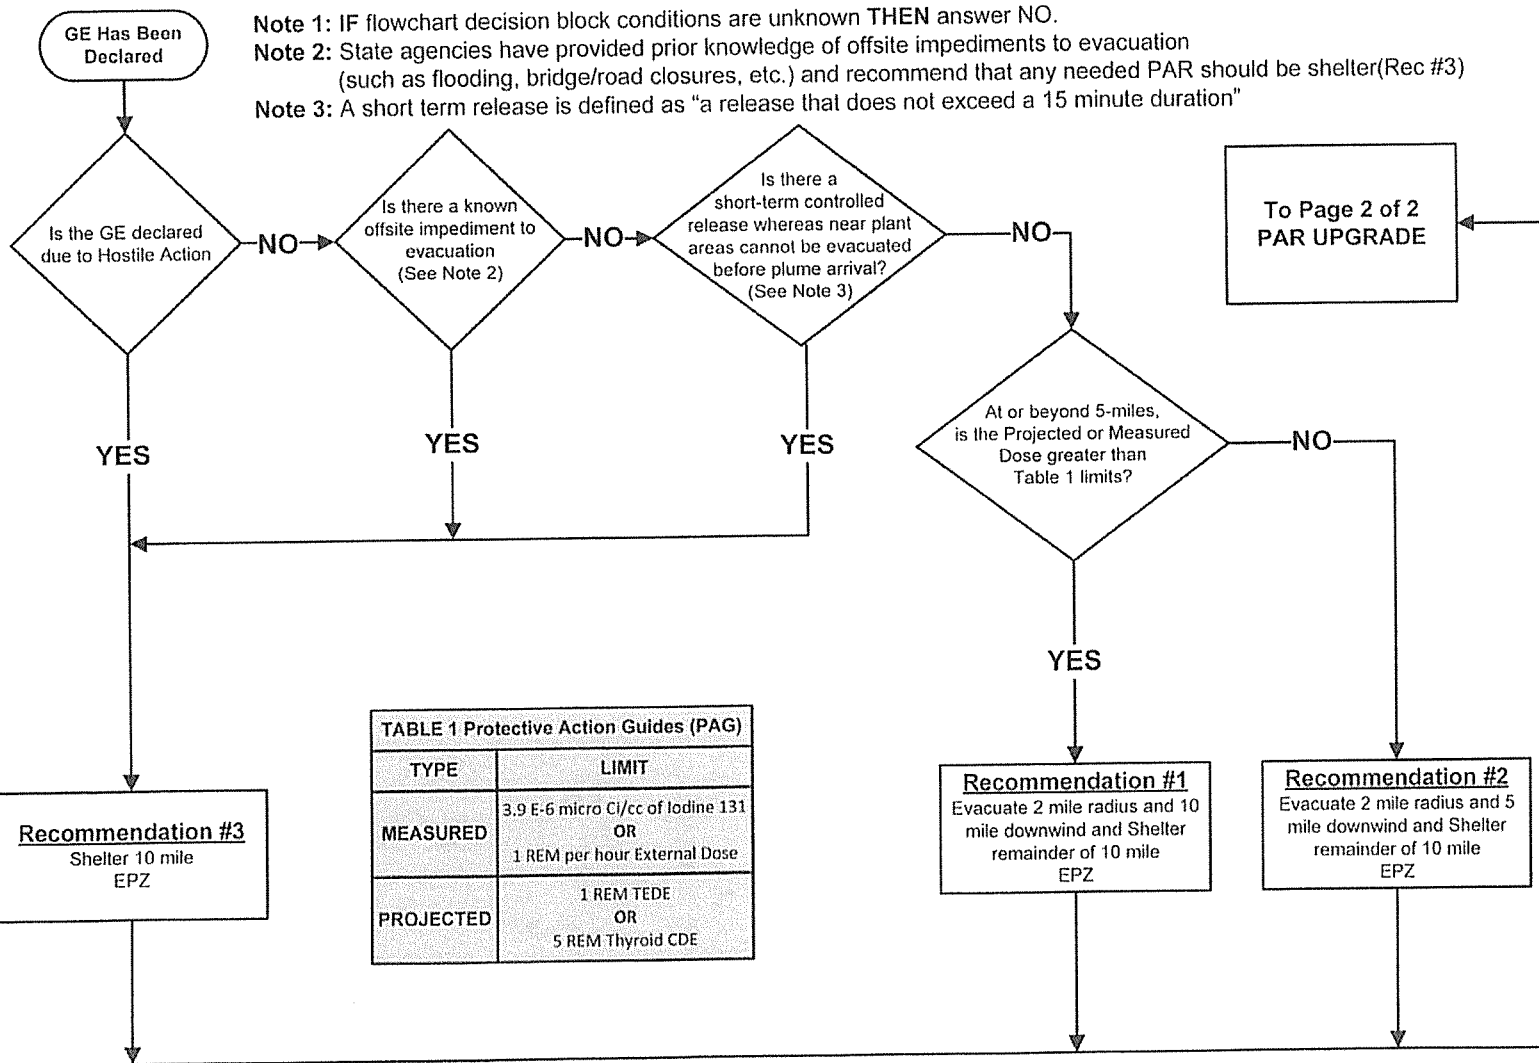 GE Has Been
Declared
Note 1: IF flowchart decision block conditions are unknown THEN answer NO.
Note 2: State agencies have provided prior knowledge of offsite impediments to evacuation
(such as flooding, bridge/road closures, etc.) and recommend that any needed PAR should be shelter(Rec #3)
Note 3: A short term release is defined as “a release that does not exceed a 15 minute duration”
Is the GE declared
due to Hostile Action
NO
Is there a known
offsite impediment to
evacuation
(See Note 2)
NO
Is there a
short-term controlled
release whereas near plant
areas cannot be evacuated
before plume arrival?
(See Note 3)
NO
To Page 2 of 2
PAR UPGRADE
YES
YES
YES
At or beyond 5-miles,
is the Projected or Measured
Dose greater than
Table 1 limits?
NO
YES
TABLE 1 Protective Action Guides (PAG)
TYPE
LIMIT
MEASURED
3.9 E-6 micro Ci/cc of Iodine 131
OR
1 REM per hour External Dose
PROJECTED
1 REM TEDE
OR
5 REM Thyroid CDE
Recommendation #3
Shelter 10 mile
EPZ
Recommendation #1
Evacuate 2 mile radius and 10
mile downwind and Shelter
remainder of 10 mile
EPZ
Recommendation #2
Evacuate 2 mile radius and 5
mile downwind and Shelter
remainder of 10 mile
EPZ